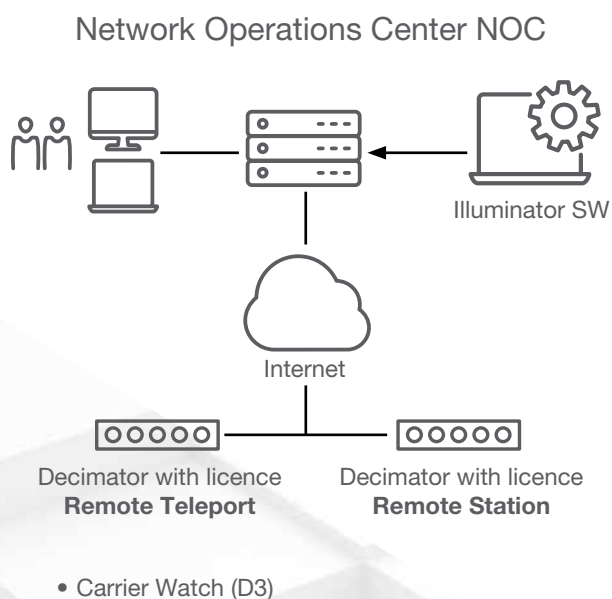 Network Operations Center NOC
Illuminator SW
Internet
Decimator with licence
Remote Teleport
Decimator with licence
Remote Station
• Carrier Watch (D3)